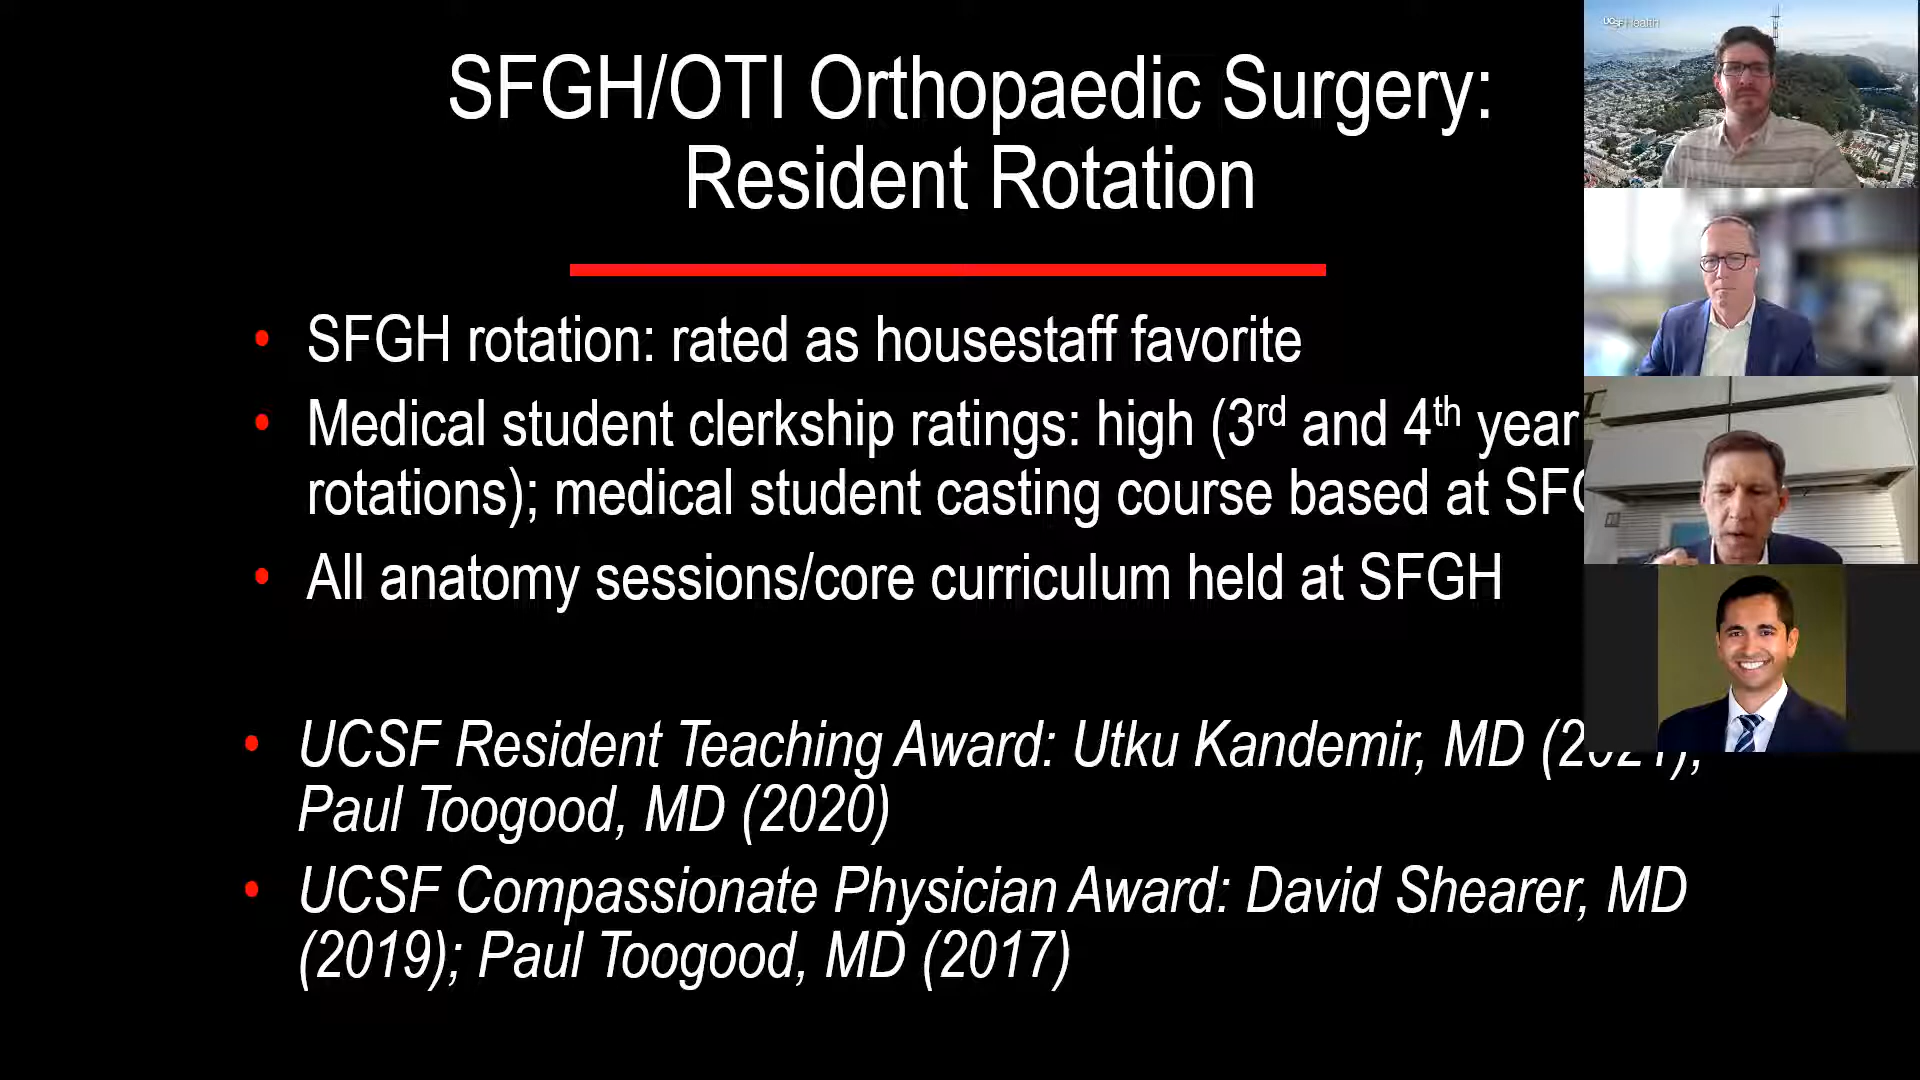 SFGH/OTI Orthopaedic Surgery:
Resident Rotation
UCSF Health
• SFGH rotation: rated as housestaff favorite
• Medical student clerkship ratings: high (3rd and 4th year
rotations); medical student casting course based at
• All anatomy sessions/core curriculum held at SFGH
• UCSF Resident Teaching Award: Utku Kandemir, MD (2021);
Paul Toogood, MD (2020)
• UCSF Compassionate Physician Award: David Shearer, MD
(2019); Paul Toogood, MD (2017)